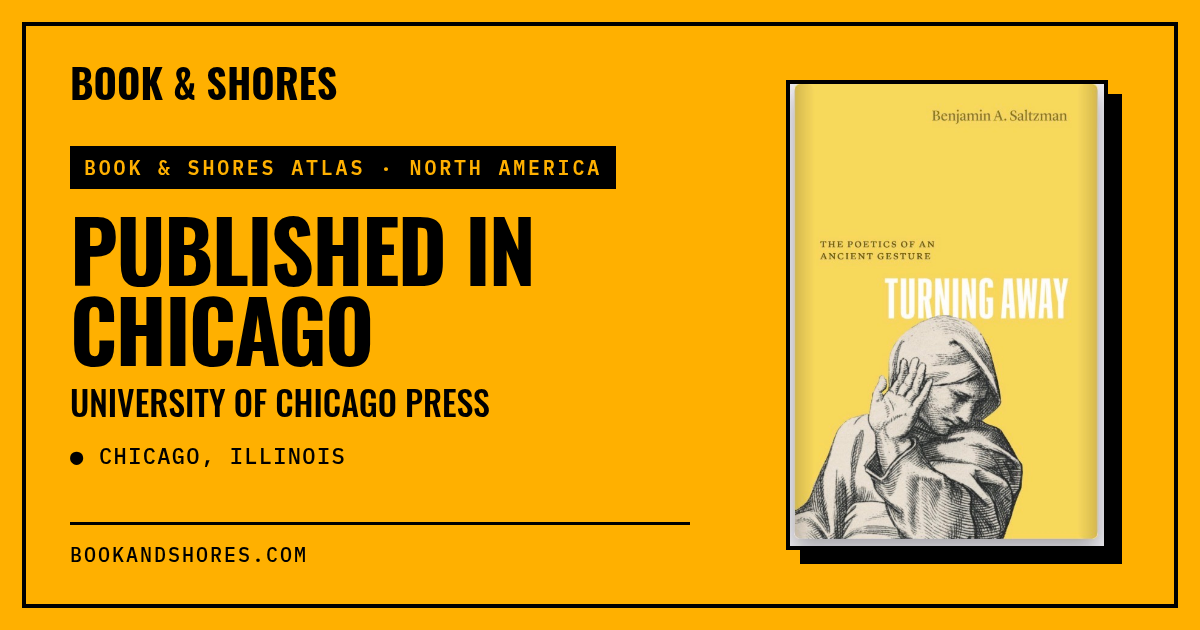 BOOK & SHORES
BOOK & SHORES ATLAS · NORTH AMERICA
PUBLISHED IN
CHICAGO
UNIVERSITY OF CHICAGO PRESS
● CHICAGO, ILLINOIS
BOOKANDSHORES.COM
Benjamin A. Saltzman
THE POETICS OF AN
ANCIENT GESTURE
TURNING AWAY